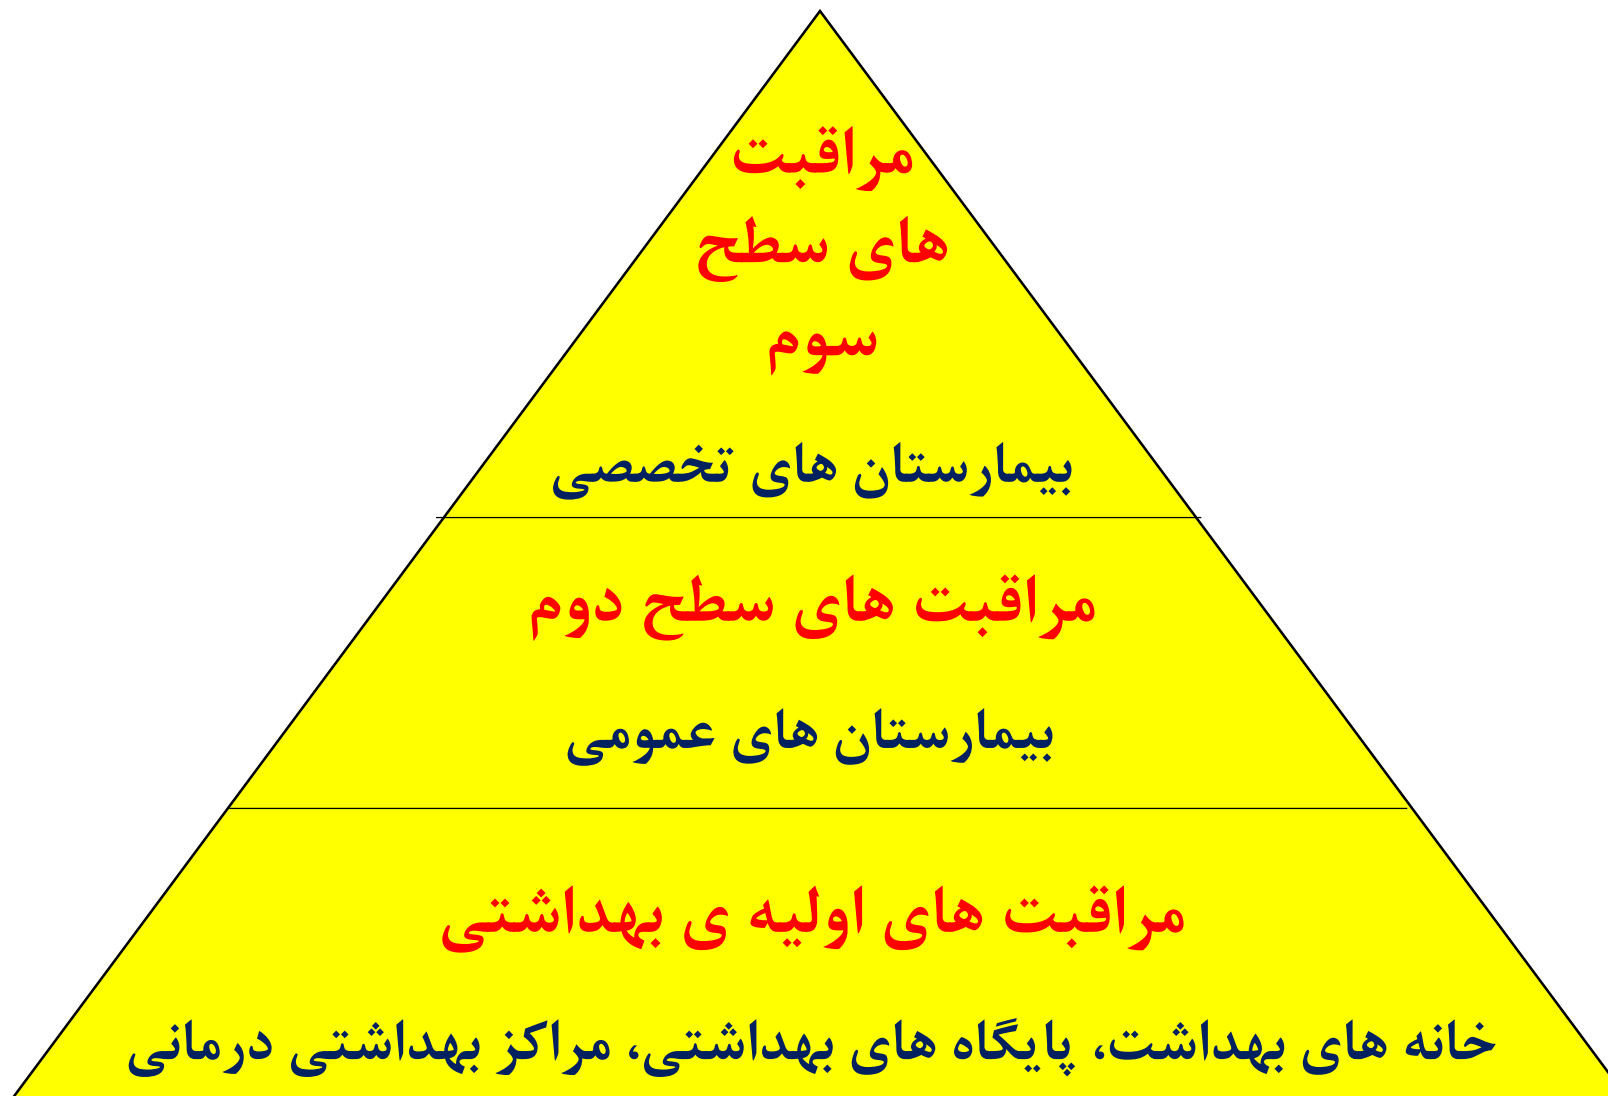 مراقبت
های سطح
سوم
بیمارستان های تخصصی
مراقبت های سطح دوم
بیمارستان های عمومی
مراقبت های اولیه ی بهداشتی
خانه های بهداشت، پایگاه های بهداشتی، مراکز بهداشتی درمانی